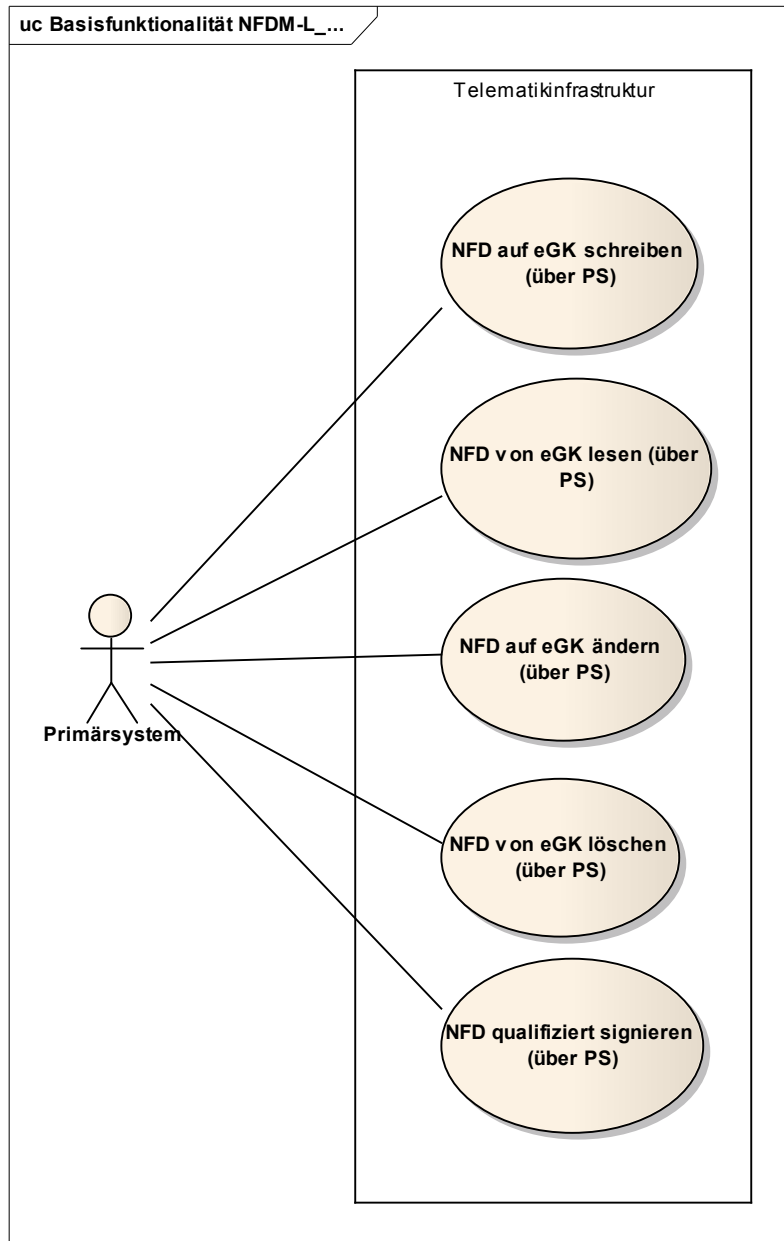 uc Basisfunktionalität NFDM-L_...
Telematikinfrastruktur
NFD auf eGK schreiben
(über PS)
NFD von eGK lesen (über
PS)
NFD auf eGK ändern
(über PS)
Primärsystem
NFD von eGK löschen
(über PS)
NFD qualifiziert signieren
(über PS)